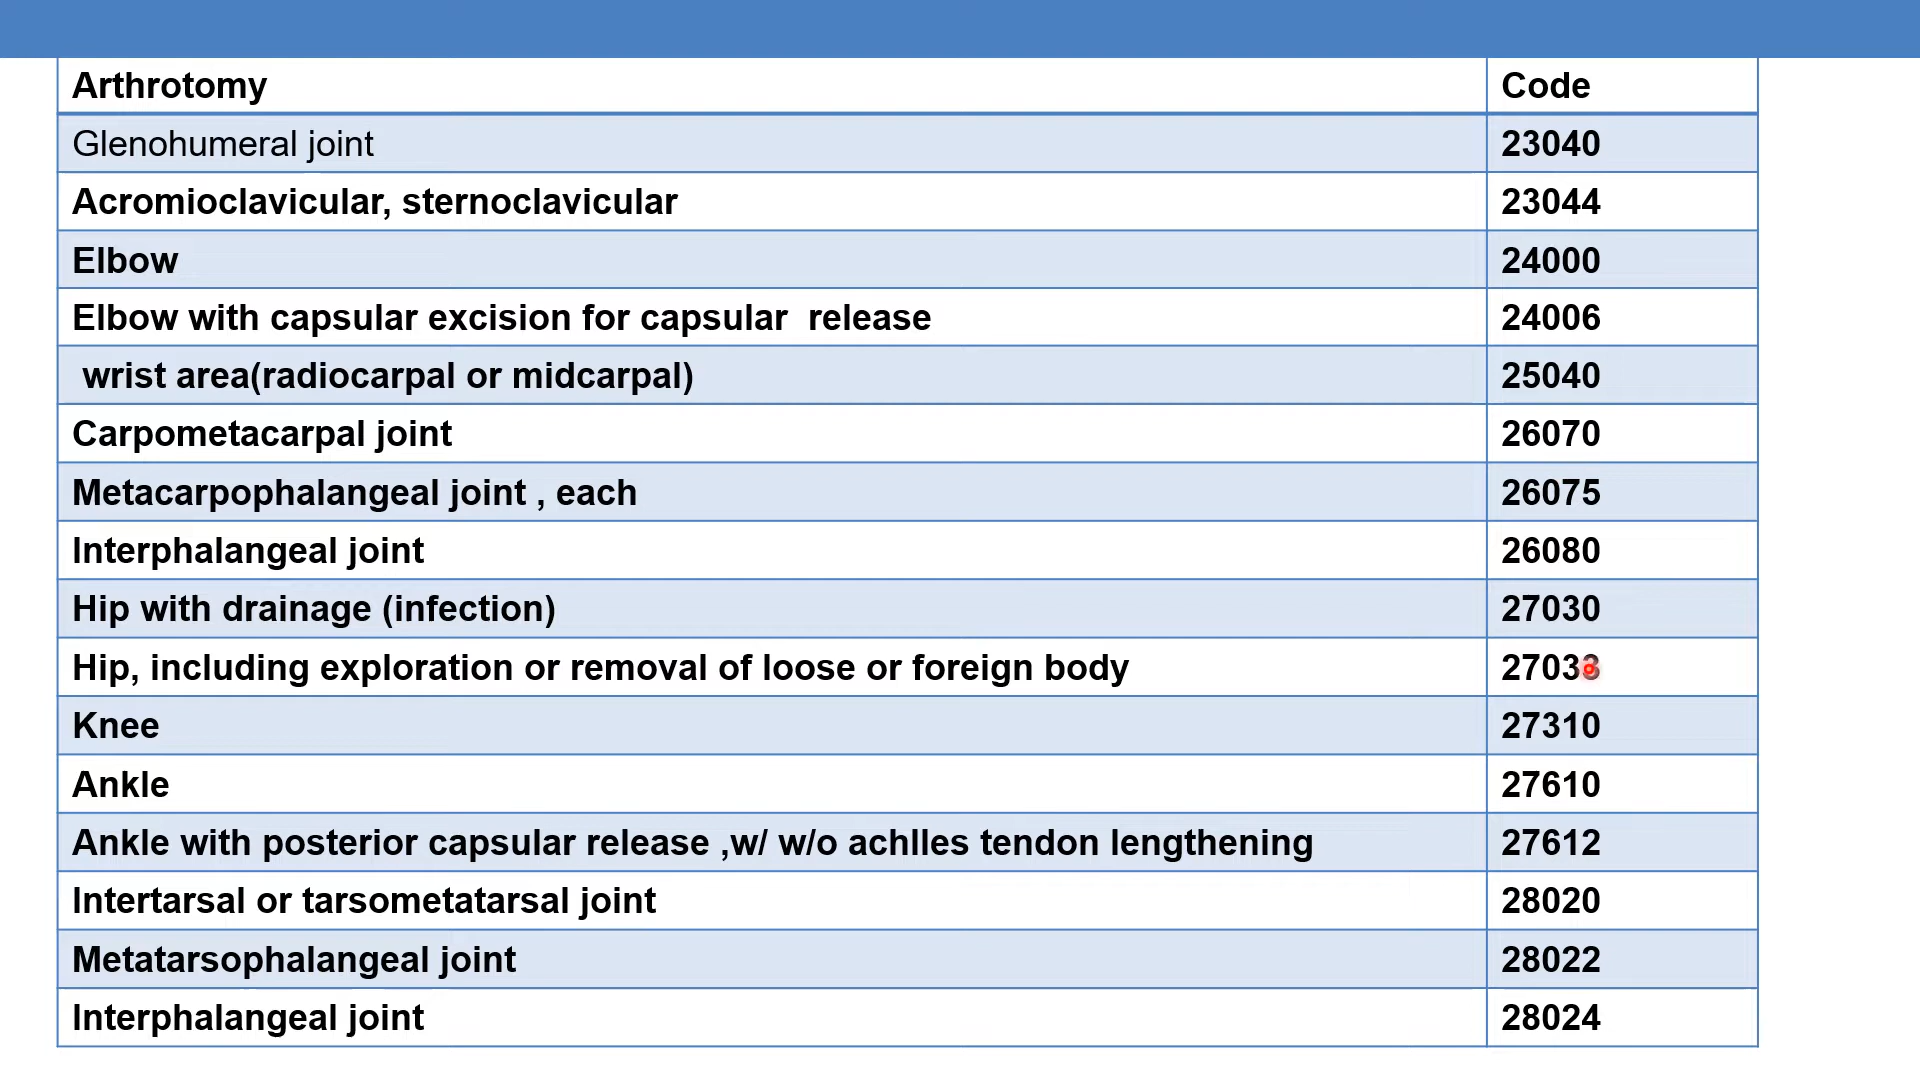 Arthrotomy Code
Glenohumeral joint 23040
Acromioclavicular, sternoclavicular 23044
Elbow 24000
Elbow with capsular excision for capsular  release 24006
wrist area(radiocarpal or midcarpal) 25040
Carpometacarpal joint 26070
Metacarpophalangeal joint , each 26075
Interphalangeal joint 26080
Hip with drainage (infection) 27030
Hip, including exploration or removal of loose or foreign body 27033
Knee 27310
Ankle 27610
Ankle with posterior capsular release ,w/ w/o achlles tendon lengthening 27612
Intertarsal or tarsometatarsal joint 28020
Metatarsophalangeal joint 28022
Interphalangeal joint 28024